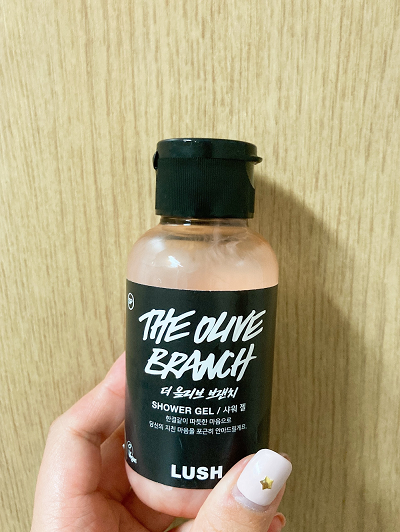 THE OLIVE
BRANCH
더 올리브 브랜치
SHOWER GEL / 샤워 젤
한결같이 따뜻한 마음으로
당신의 지친 마음을 포근히 안아드릴게요.
LUSH